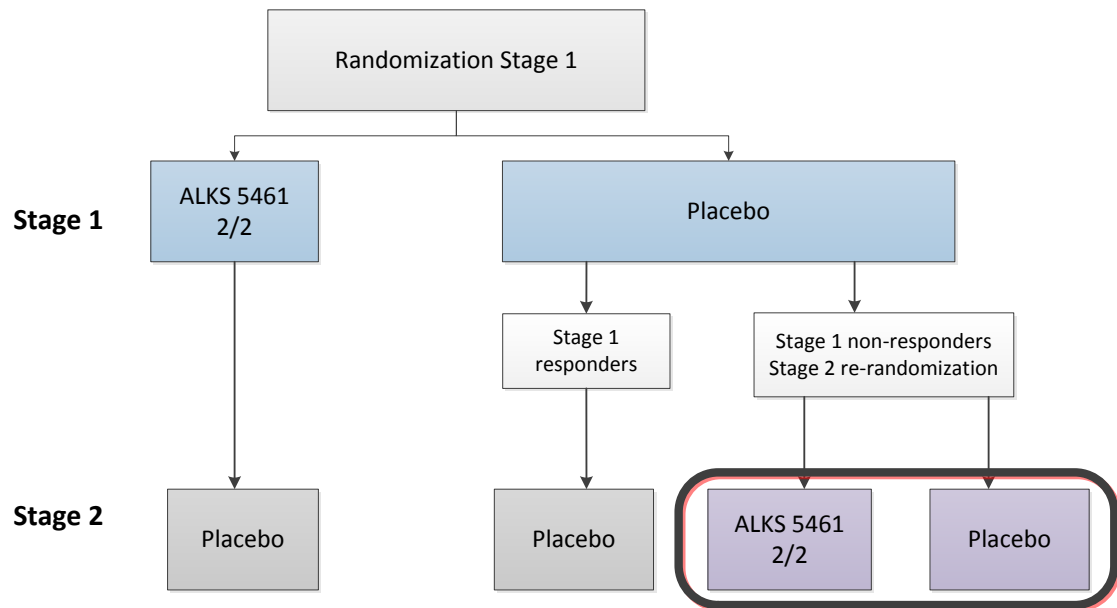 Randomization Stage 1
Stage 1
ALKS 5461
2/2
Placebo
Stage 1
responders
Stage 1 non-responders
Stage 2 re-randomization
Stage 2
Placebo
Placebo
ALKS 5461
2/2
Placebo